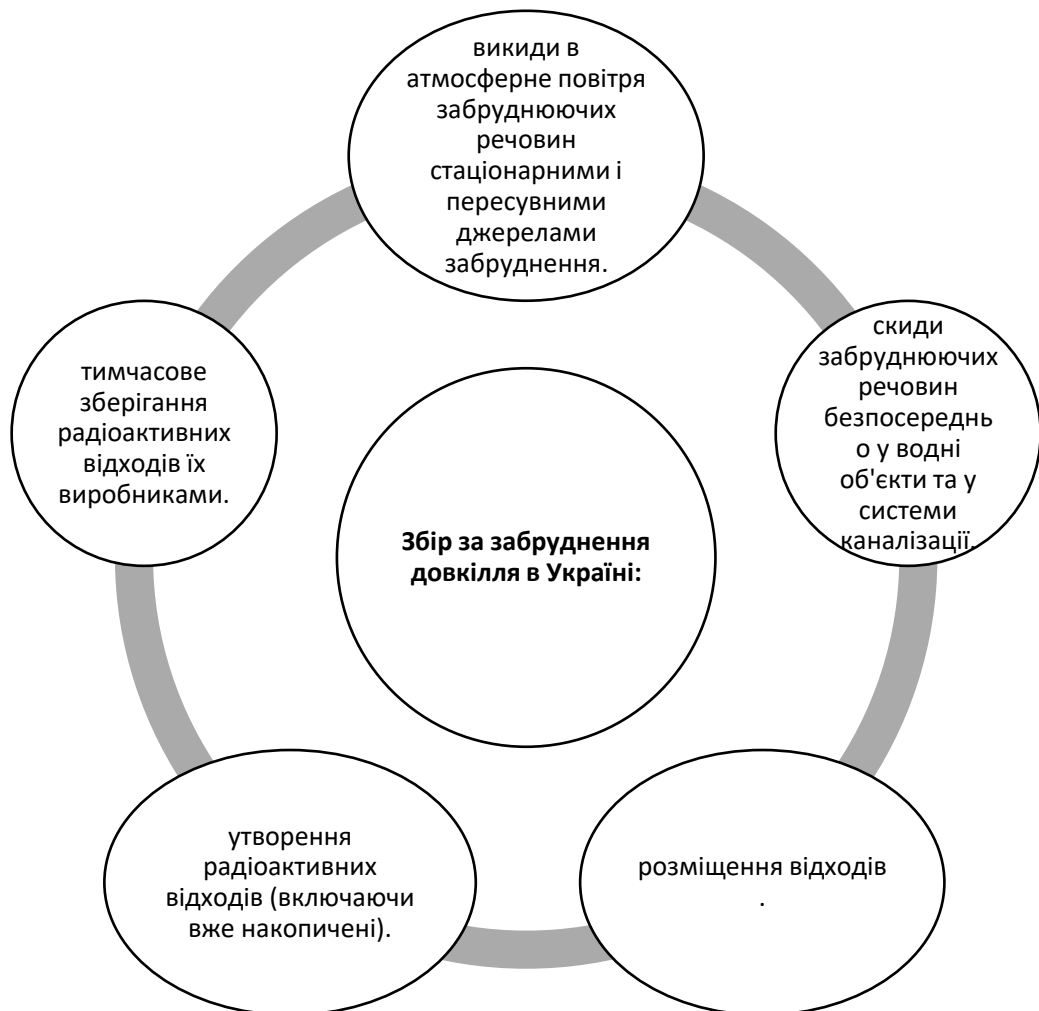 викиди в
атмосферне повітря
забруднюючих
речовин
стаціонарними і
пересувними
джерелами
забруднення.
скиди
забруднюючих
речовин
безпосереднь
о у водні
об'єкти та у
системи
каналізації.
тимчасове
зберігання
радіоактивних
відходів їх
виробниками.
Збір за забруднення
довкілля в Україні:
утворення
радіоактивних
відходів (включаючи
вже накопичені).
розміщення відходів
.